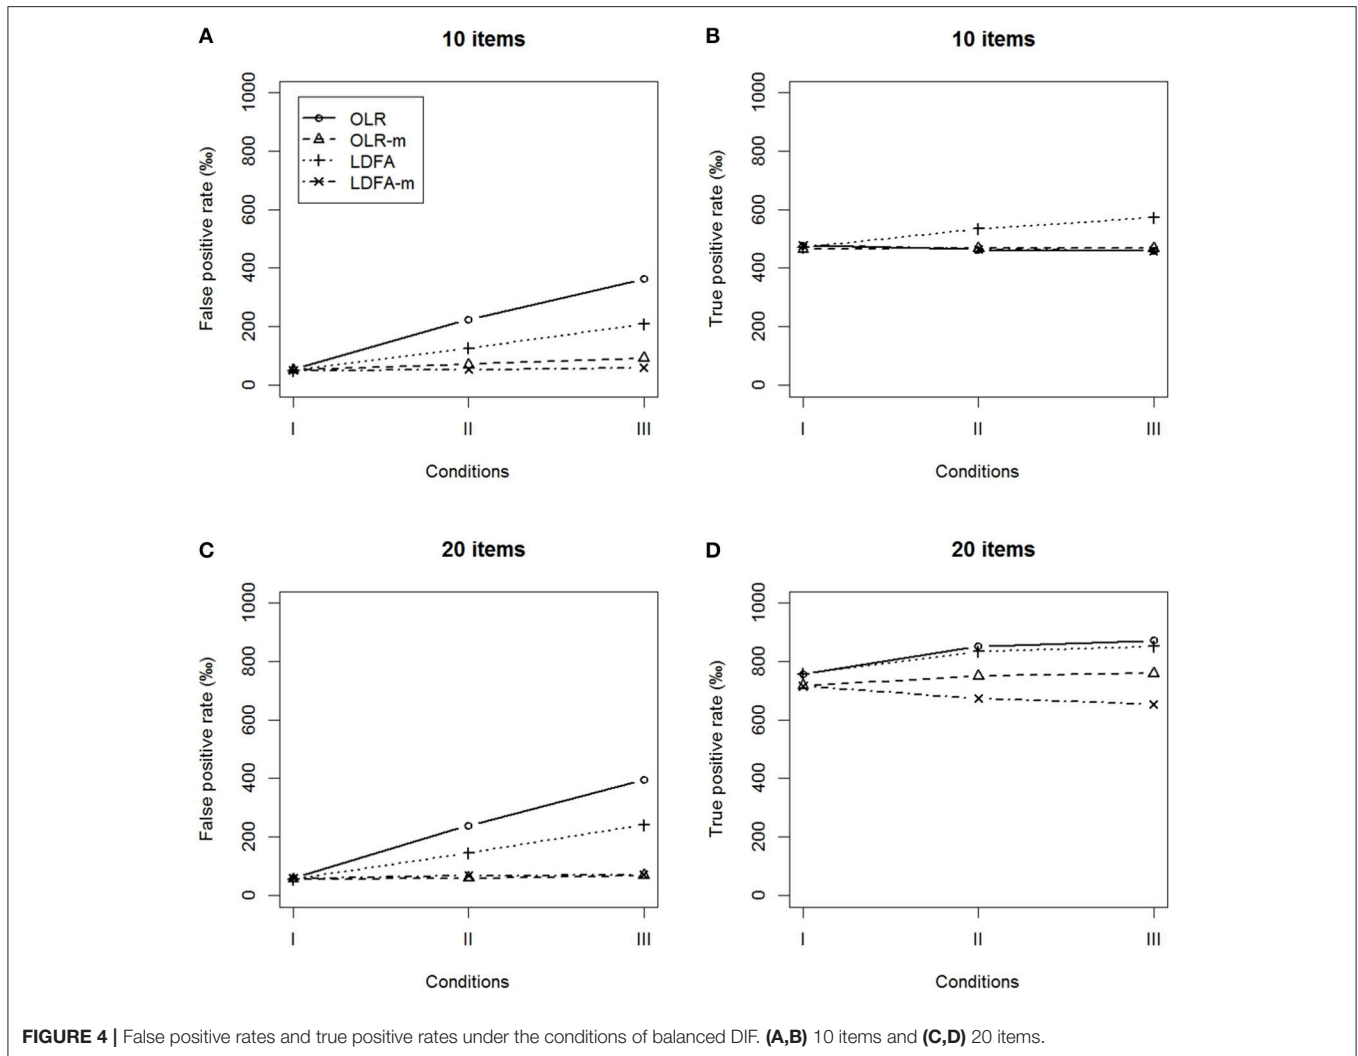 A
10 items
1000
800
600
400
200
0
False positive rate (‰)
OLR
OLR-m
LDFA
LDFA-m
I
II
III
Conditions
B
10 items
1000
800
600
400
200
0
True positive rate (‰)
I
II
III
Conditions
C
20 items
1000
800
600
400
200
0
False positive rate (‰)
I
II
III
Conditions
D
20 items
1000
800
600
400
200
0
True positive rate (‰)
I
II
III
Conditions
FIGURE 4 | False positive rates and true positive rates under the conditions of balanced DIF. (A,B) 10 items and (C,D) 20 items.